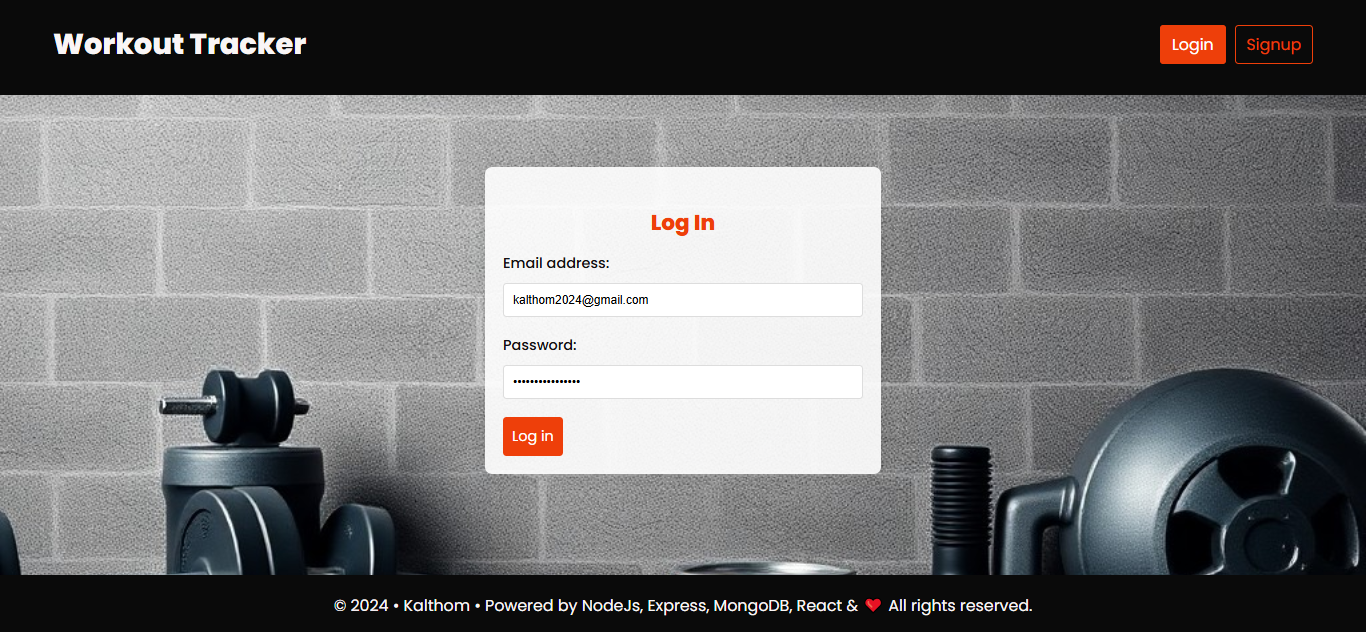 Workout Tracker
Login
Signup
Log In
Email address:
kalthom2024@gmail.com
Password:
••••••••••••••••
Log in
© 2024 • Kalthom • Powered by NodeJs, Express, MongoDB, React & ❤ All rights reserved.